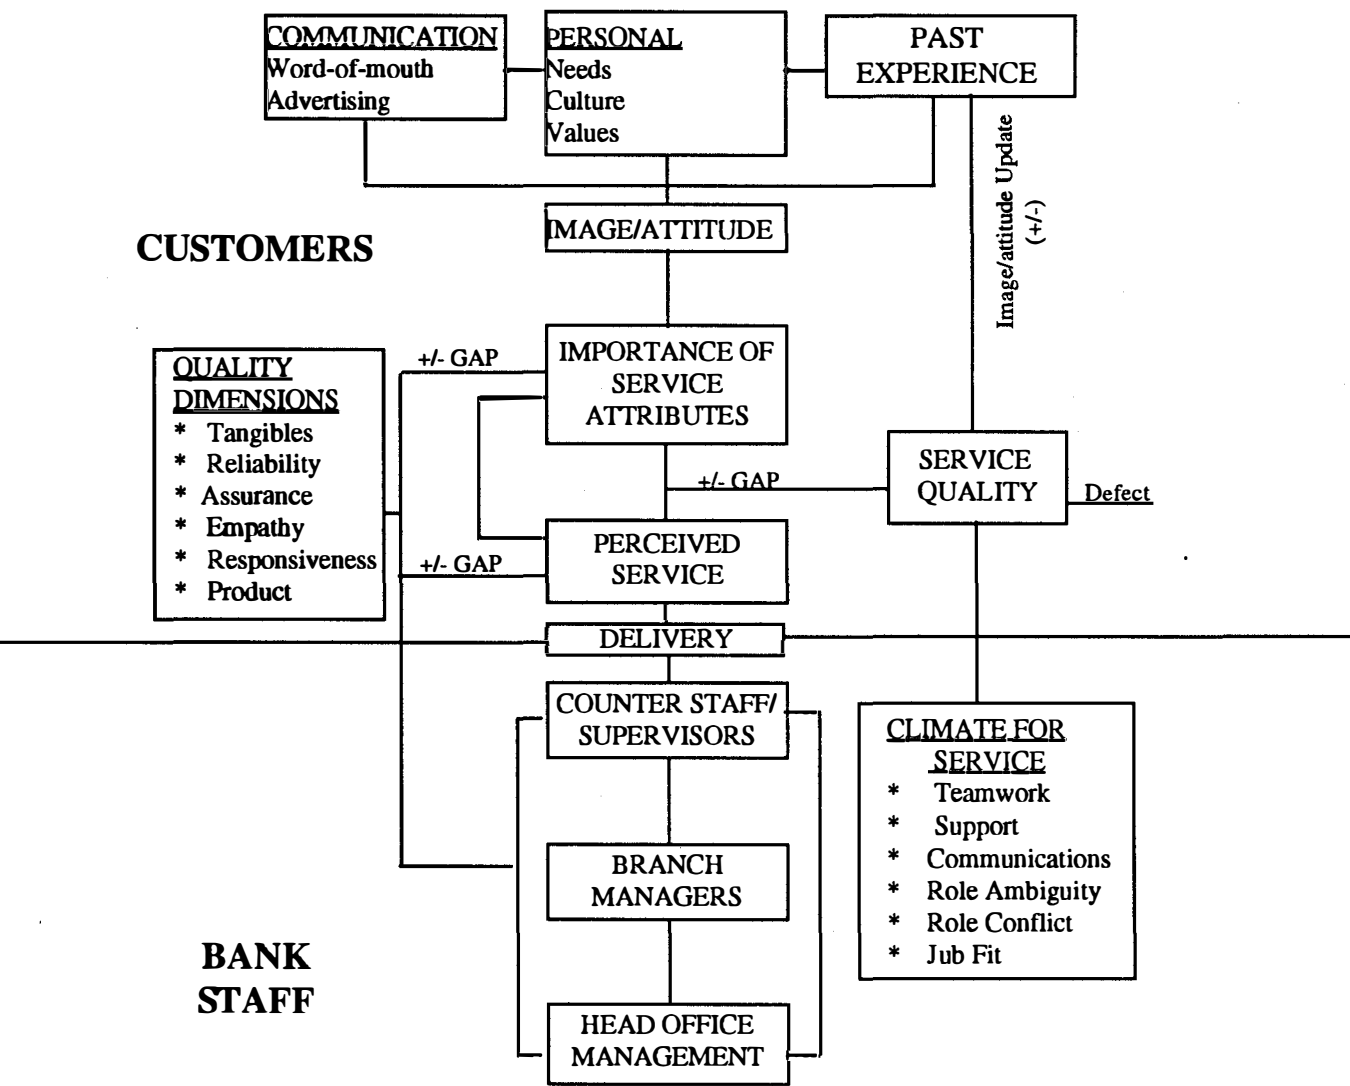 COMMUNICATION
Word-of-mouth
Advertising
PERSONAL
Needs
Culture
Values
PAST
EXPERIENCE
Image/attitude Update
(+/-)
IMAGE/ATTITUDE
CUSTOMERS
QUALITY
DIMENSIONS
* Tangibles
* Reliability
* Assurance
* Empathy
* Responsiveness
* Product
+/- GAP
IMPORTANCE OF
SERVICE
ATTRIBUTES
+/- GAP
SERVICE
QUALITY
Defect
PERCEIVED
SERVICE
+/- GAP
DELIVERY
COUNTER STAFF/
SUPERVISORS
CLIMATE FOR
SERVICE
* Teamwork
* Support
* Communications
* Role Ambiguity
* Role Conflict
* Jub Fit
BRANCH
MANAGERS
BANK
STAFF
HEAD OFFICE
MANAGEMENT